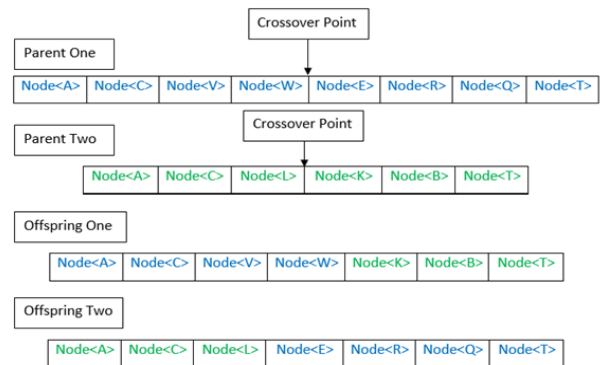 Crossover Point
Parent One
Node<A> Node<C> Node<V> Node<W> Node<E> Node<R> Node<Q> Node<T>
Crossover Point
Parent Two
Node<A> Node<C> Node<L> Node<K> Node<B> Node<T>
Offspring One
Node<A> Node<C> Node<V> Node<W> Node<K> Node<B> Node<T>
Offspring Two
Node<A> Node<C> Node<L> Node<E> Node<R> Node<Q> Node<T>